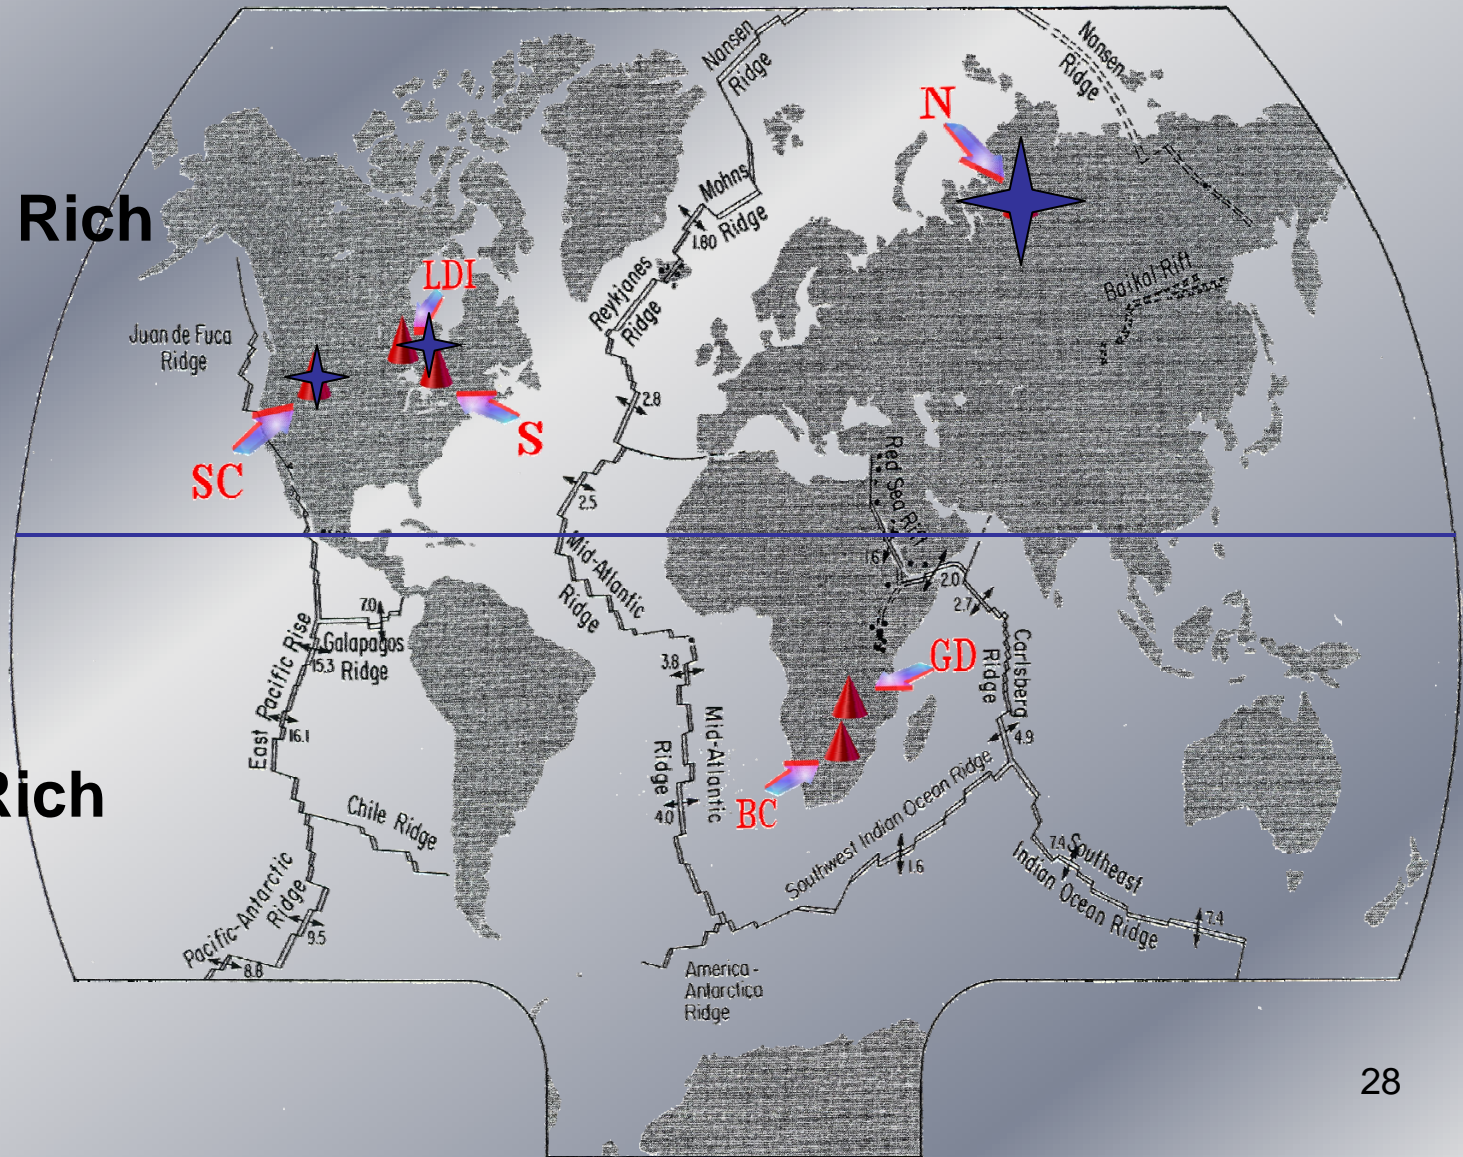 Nansen
Ridge
Nansen
Ridge
N
Rich
Mohns
Ridge
1.80
LDI
Reykjanes
Ridge
Baikal Rift
Juan de Fuca
Ridge
2.8
S
SC
Red Sea Rift
2.5
Mid-Atlantic
Ridge
1.6
2.0
2.7
7.0
Galapagos
Ridge
15.3
East Pacific Rise
16.1
3.8
GD
Carlsberg
Ridge
Mid-Atlantic
Ridge
4.9
4.0
BC
Rich
Chile Ridge
Southwest Indian Ocean Ridge
1.6
7.4
Southeast
Indian Ocean Ridge
7.4
Pacific-Antarctic
Ridge
9.5
8.8
America-
Antarctica
Ridge
28